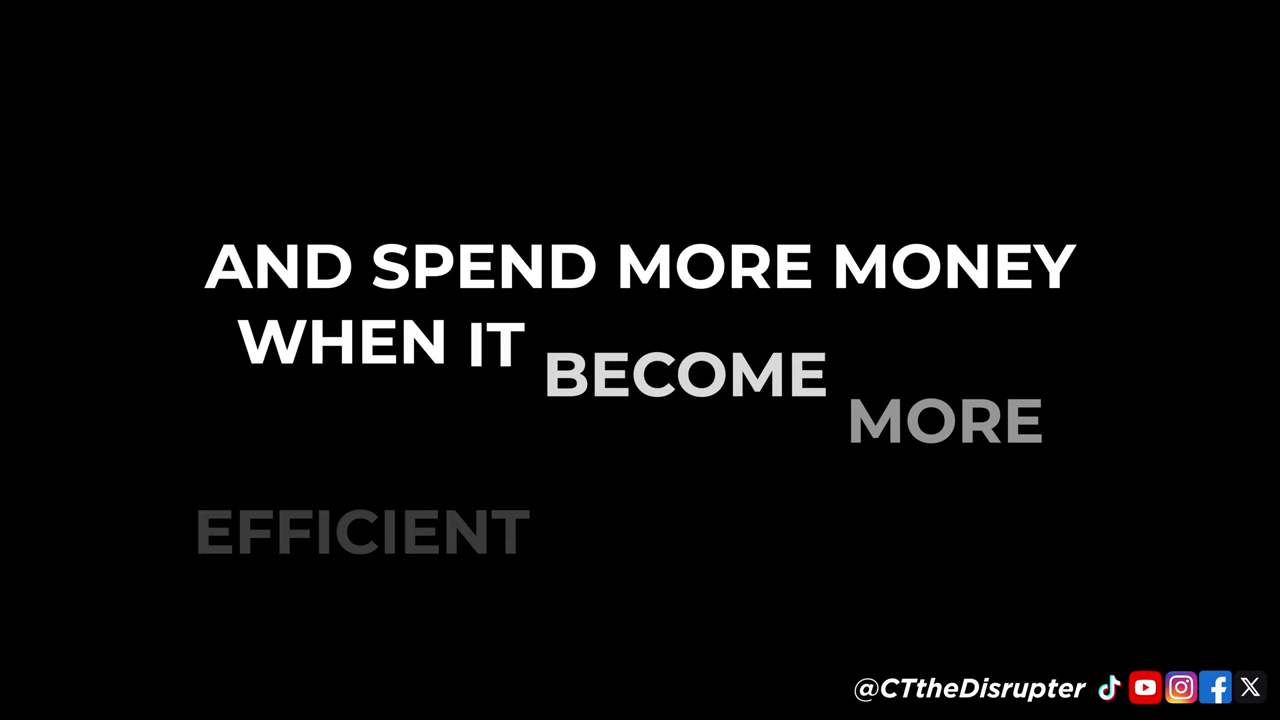 AND SPEND MORE MONEY
WHEN IT BECOME MORE
EFFICIENT
@CTtheDisrupter